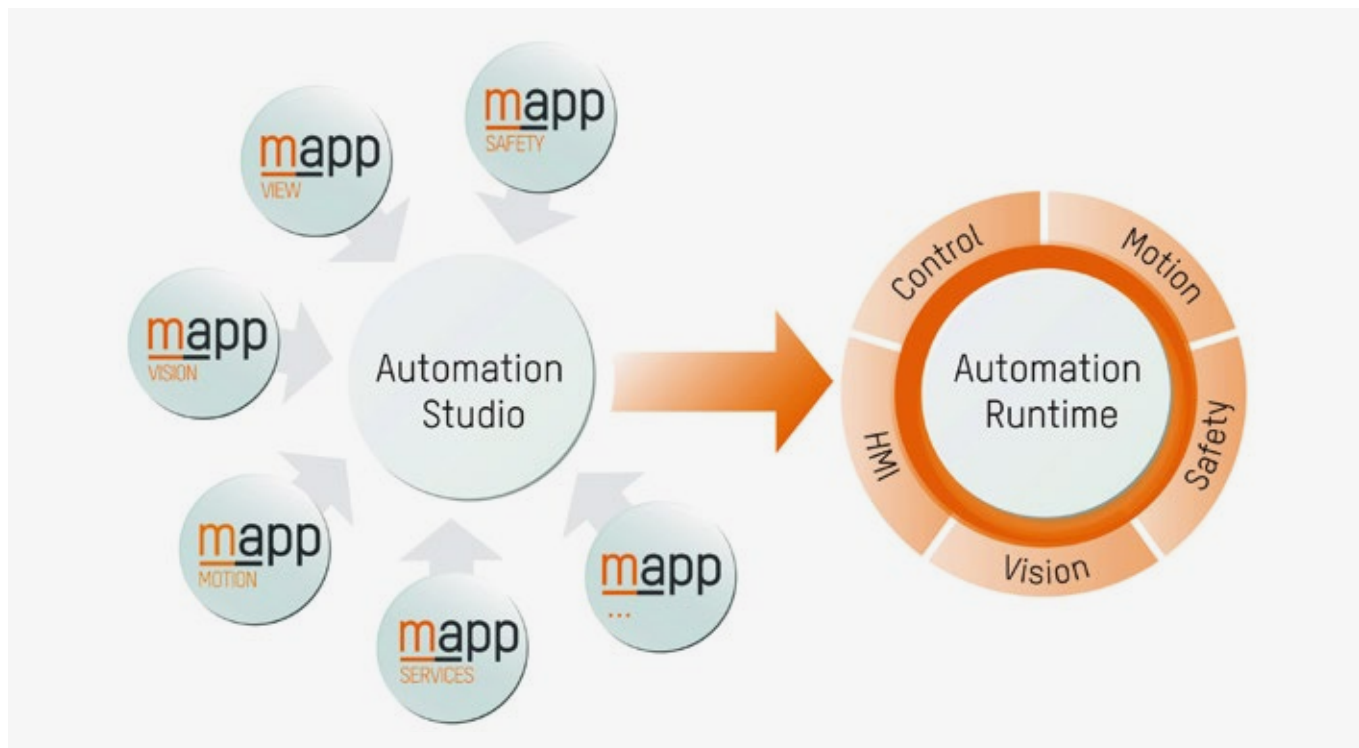 mapp
SAFETY
mapp
VIEW
mapp
VISION
mapp
MOTION
mapp
SERVICES
mapp
...
Automation
Studio
Automation
Runtime
Control
Motion
Safety
Vision
HMI